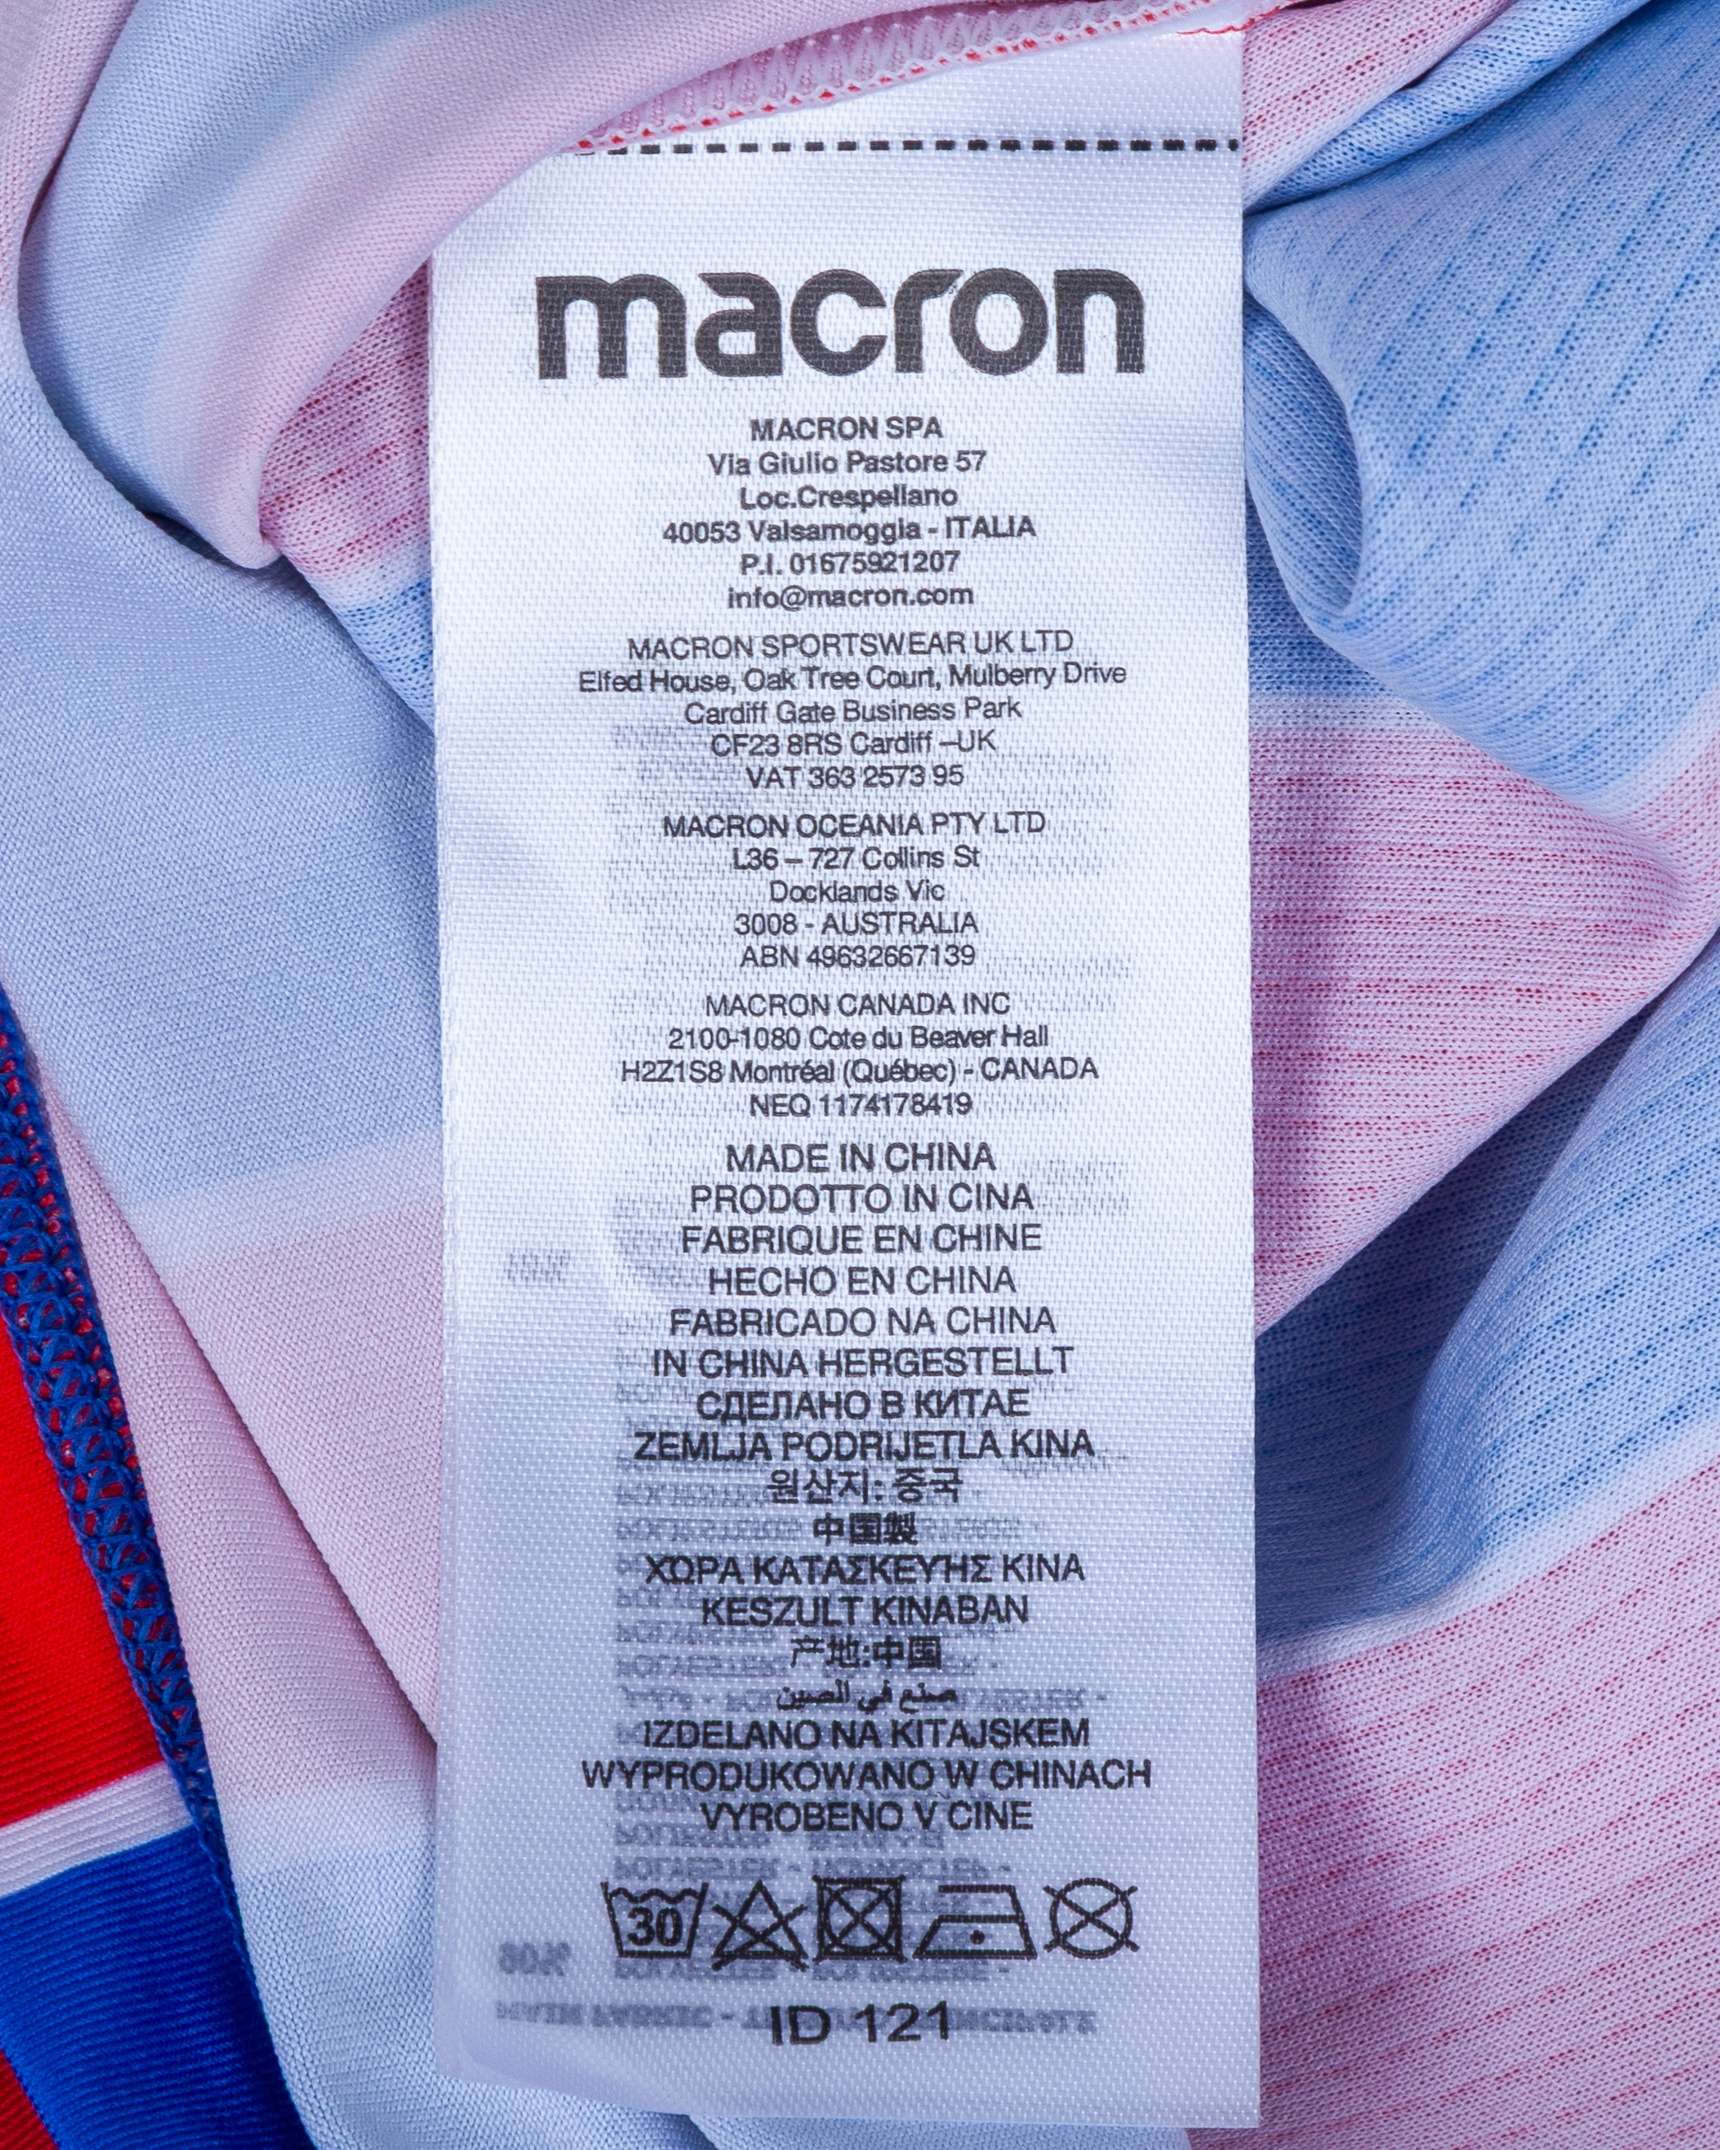 macron
MACRON SPA
Via Giulio Pastore 57
Loc.Crespellano
40053 Valsamoggia - ITALIA
P.I. 01675921207
info@macron.com
MACRON SPORTSWEAR UK LTD
Elfed House, Oak Tree Court, Mulberry Drive
Cardiff Gate Business Park
CF23 8RS Cardiff –UK
VAT 363 2573 95
MACRON OCEANIA PTY LTD
L36 – 727 Collins St
Docklands Vic
3008 - AUSTRALIA
ABN 49632667139
MACRON CANADA INC
2100-1080 Cote du Beaver Hall
H2Z1S8 Montréal (Québec) - CANADA
NEQ 1174178419
MADE IN CHINA
PRODOTTO IN CINA
FABRIQUE EN CHINE
HECHO EN CHINA
FABRICADO NA CHINA
IN CHINA HERGESTELLT
СДЕЛАНО В КИТАЕ
ZEMLJA PODRIJETLA KINA
원산지: 중국
中国製
ΧΩΡΑ ΚΑΤΑΣΚΕΥΗΣ ΚΙΝΑ
KESZULT KINABAN
产地:中国
صنع في الصين
IZDELANO NA KITAJSKEM
WYPRODUKOWANO W CHINACH
VYROBENO V CINE
30
ID 121